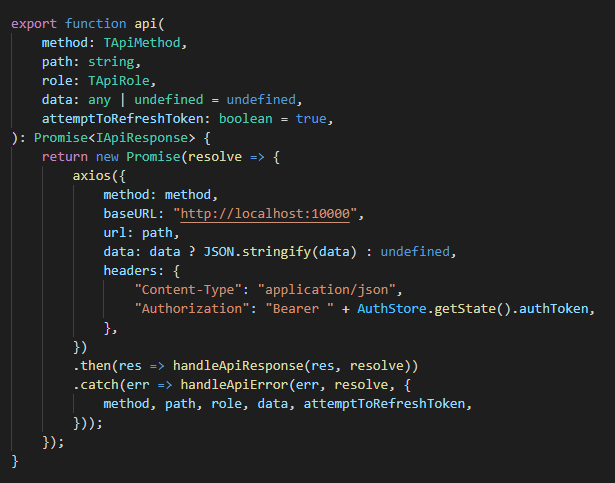 export function api(
    method: TApiMethod,
    path: string,
    role: TApiRole,
    data: any | undefined = undefined,
    attemptToRefreshToken: boolean = true,
): Promise<IApiResponse> {
    return new Promise(resolve => {
        axios({
            method: method,
            baseURL: "http://localhost:10000",
            url: path,
            data: data ? JSON.stringify(data) : undefined,
            headers: {
                "Content-Type": "application/json",
                "Authorization": "Bearer " + AuthStore.getState().authToken,
            },
        })
        .then(res => handleApiResponse(res, resolve))
        .catch(err => handleApiError(err, resolve, {
            method, path, role, data, attemptToRefreshToken,
        }));
    });
}